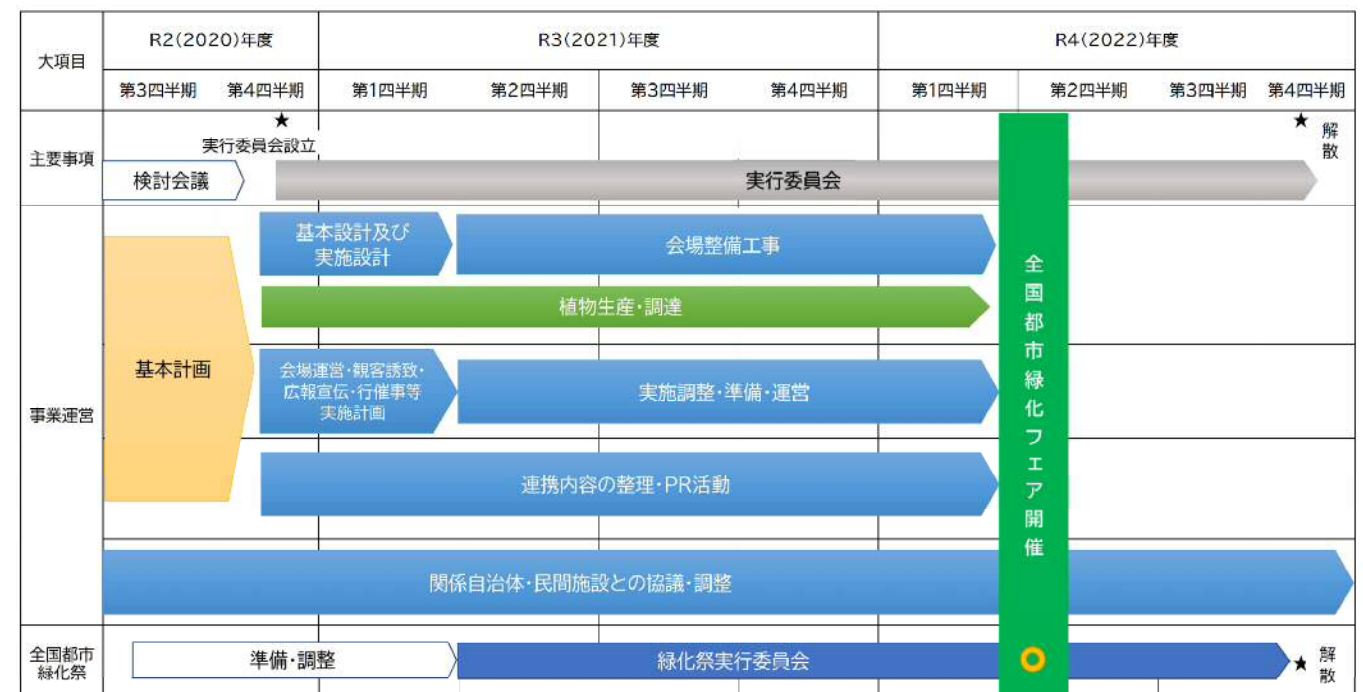 大項目
R2(2020)年度
R3(2021)年度
R4(2022)年度
第3四半期
第4四半期
第1四半期
第2四半期
第3四半期
第4四半期
第1四半期
第2四半期
第3四半期
第4四半期
主要事項
★
実行委員会設立
★
解
散
検討会議
実行委員会
事業運営
基本計画
基本設計及び
実施設計
会場整備工事
植物生産・調達
会場運営・観客誘致・
広報宣伝・行催事等
実施計画
実施調整・準備・運営
連携内容の整理・PR活動
関係自治体・民間施設との協議・調整
全国都市緑化フェア開催
全国都市
緑化祭
準備・調整
緑化祭実行委員会
★
解
散